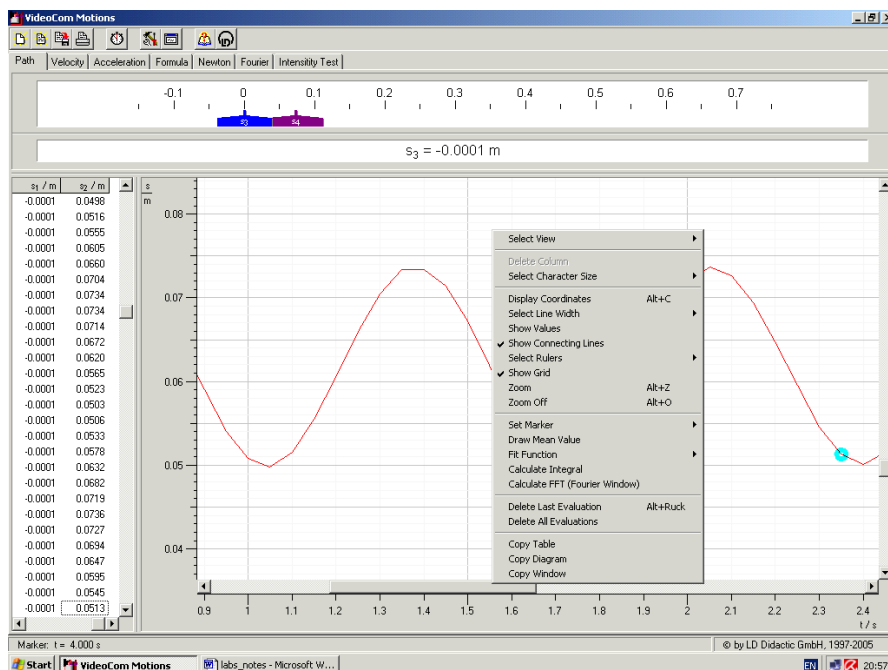 VideoCom Motions
Path Velocity Acceleration Formula Newton Fourier Intensitity Test
-0.1 0 0.1 0.2 0.3 0.4 0.5 0.6 0.7
s3 s4
s3 = -0.0001 m
s1 / m s2 / m
-0.0001 0.0498
-0.0001 0.0516
-0.0001 0.0555
-0.0001 0.0605
-0.0001 0.0660
-0.0001 0.0704
-0.0001 0.0734
-0.0001 0.0734
-0.0001 0.0714
-0.0001 0.0672
-0.0001 0.0620
-0.0001 0.0565
-0.0001 0.0523
-0.0001 0.0503
-0.0001 0.0506
-0.0001 0.0533
-0.0001 0.0578
-0.0001 0.0632
-0.0001 0.0682
-0.0001 0.0719
-0.0001 0.0736
-0.0001 0.0727
-0.0001 0.0694
-0.0001 0.0647
-0.0001 0.0595
-0.0001 0.0545
-0.0001 0.0513
s
m
0.08
0.07
0.06
0.05
0.04
Select View
Delete Column
Select Character Size
Display Coordinates Alt+C
Select Line Width
Show Values
Show Connecting Lines
Select Rulers
Show Grid
Zoom Alt+Z
Zoom Off Alt+O
Set Marker
Draw Mean Value
Fit Function
Calculate Integral
Calculate FFT (Fourier Window)
Delete Last Evaluation Alt+Ruck
Delete All Evaluations
Copy Table
Copy Diagram
Copy Window
0.9 1 1.1 1.2 1.3 1.4 1.5 1.6 1.7 1.8 1.9 2 2.1 2.2 2.3 2.4
t / s
Marker: t = 4.000 s
© by LD Didactic GmbH, 1997-2005
Start VideoCom Motions labs_notes - Microsoft W... EN 20:57